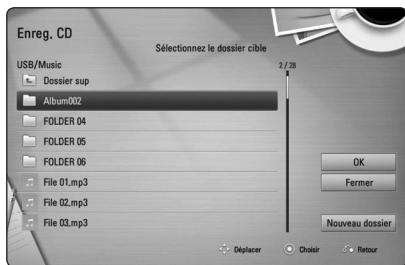 Enreg. CD
Sélectionnez le dossier cible
USB/Music
2 / 28
Dossier sup
Album002
FOLDER 04
FOLDER 05
FOLDER 06
File 01.mp3
File 02.mp3
File 03.mp3
OK
Fermer
Nouveau dossier
Déplacer
Choisir
Retour